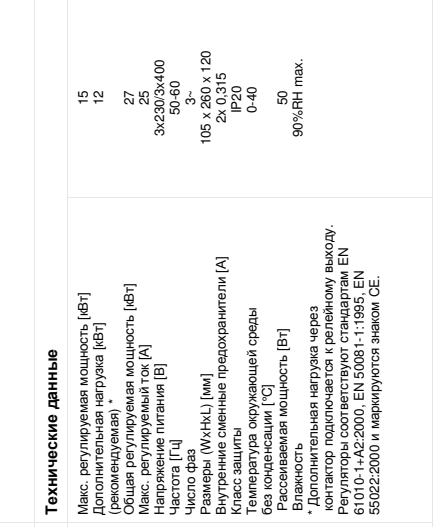 Технические данные
Макс. регулируемая мощность [кВт] 15
Дополнительная нагрузка [кВт] 12
(рекомендуемая) *
Общая регулируемая мощность [кВт] 27
Макс. регулируемый ток [А] 25
Напряжение питания [В] 3x230/3x400
Частота [Гц] 50-60
Число фаз 3~
Размеры (WxHxL) [мм] 105 x 260 x 120
Внутренние сменные предохранители [А] 2x 0,315
Класс защиты IP20
Температура окружающей среды 0-40
без конденсации [°C]
Рассеиваемая мощность [Вт] 50
Влажность 90%RH max.
* Дополнительная нагрузка через
контактор подключается к релейному выходу.
Регуляторы соответствуют стандартам EN
61010-1+A2:2000, EN 50081-1:1995, EN
55022:2000 и маркируются знаком CE.